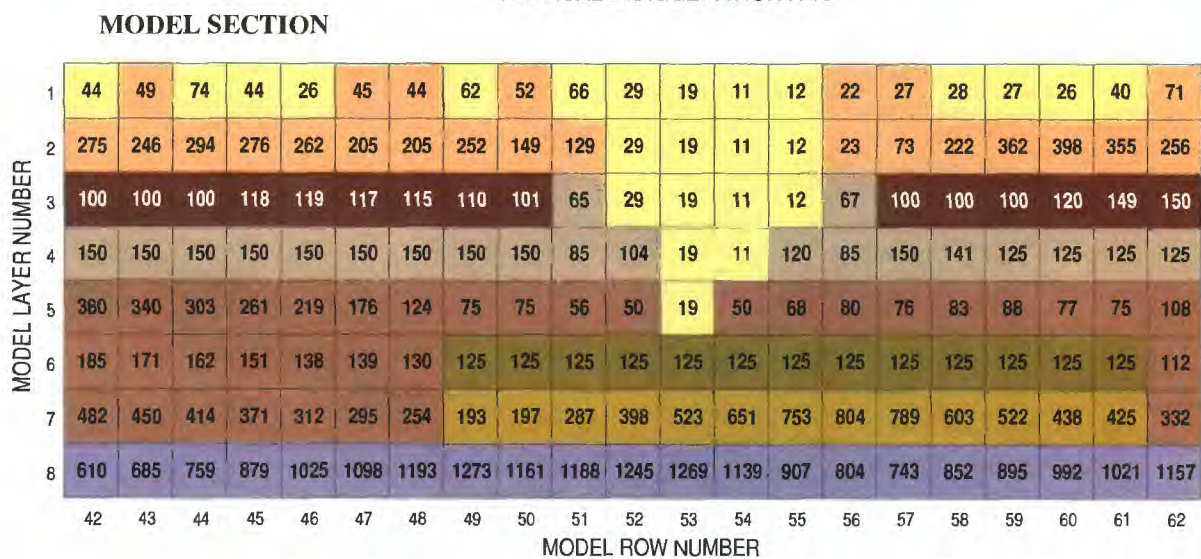 MODEL SECTION
1 44 49 74 44 26 45 44 62 52 66 29 19 11 12 22 27 28 27 26 40 71
2 275 246 294 276 262 205 205 252 149 129 29 19 11 12 23 73 222 362 398 355 256
3 100 100 100 118 119 117 115 110 101 65 29 19 11 12 67 100 100 100 120 149 150
4 150 150 150 150 150 150 150 150 150 85 104 19 11 120 85 150 141 125 125 125 125
5 380 340 303 261 219 176 124 75 75 56 50 19 50 68 80 76 83 88 77 75 108
6 185 171 162 151 138 139 130 125 125 125 125 125 125 125 125 125 125 125 125 125 112
7 482 450 414 371 312 295 254 193 197 287 398 523 651 753 804 789 603 522 438 425 332
8 610 685 759 879 1025 1098 1193 1273 1161 1188 1245 1269 1139 907 804 743 852 895 992 1021 1157
42 43 44 45 46 47 48 49 50 51 52 53 54 55 56 57 58 59 60 61 62
MODEL ROW NUMBER
MODEL LAYER NUMBER